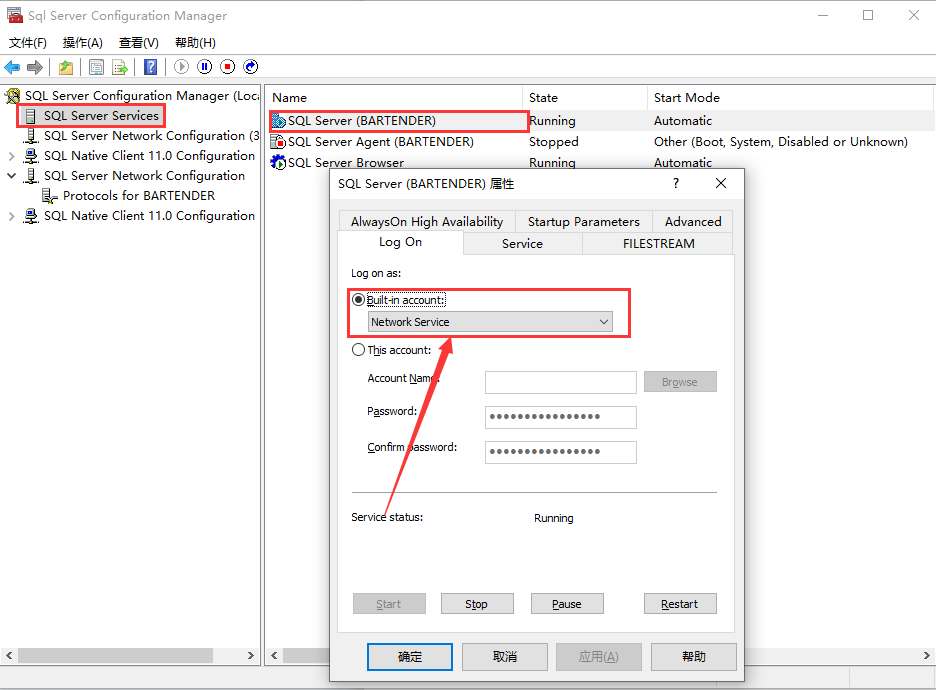 Sql Server Configuration Manager
文件(F) 操作(A) 查看(V) 帮助(H)
SQL Server Configuration Manager (Loca
SQL Server Services
SQL Server Network Configuration (3
SQL Native Client 11.0 Configuration
SQL Server Network Configuration
Protocols for BARTENDER
SQL Native Client 11.0 Configuration
Name State Start Mode
SQL Server (BARTENDER) Running Automatic
SQL Server Agent (BARTENDER) Stopped Other (Boot, System, Disabled or Unknown)
SQL Server Browser Running Automatic
SQL Server (BARTENDER) 属性
AlwaysOn High Availability Startup Parameters Advanced
Log On Service FILESTREAM
Log on as:
Built-in account:
Network Service
This account:
Account Name: Browse
Password: ●●●●●●●●●●●●●●●●
Confirm password: ●●●●●●●●●●●●●●●●
Service status: Running
Start Stop Pause Restart
确定 取消 应用(A) 帮助